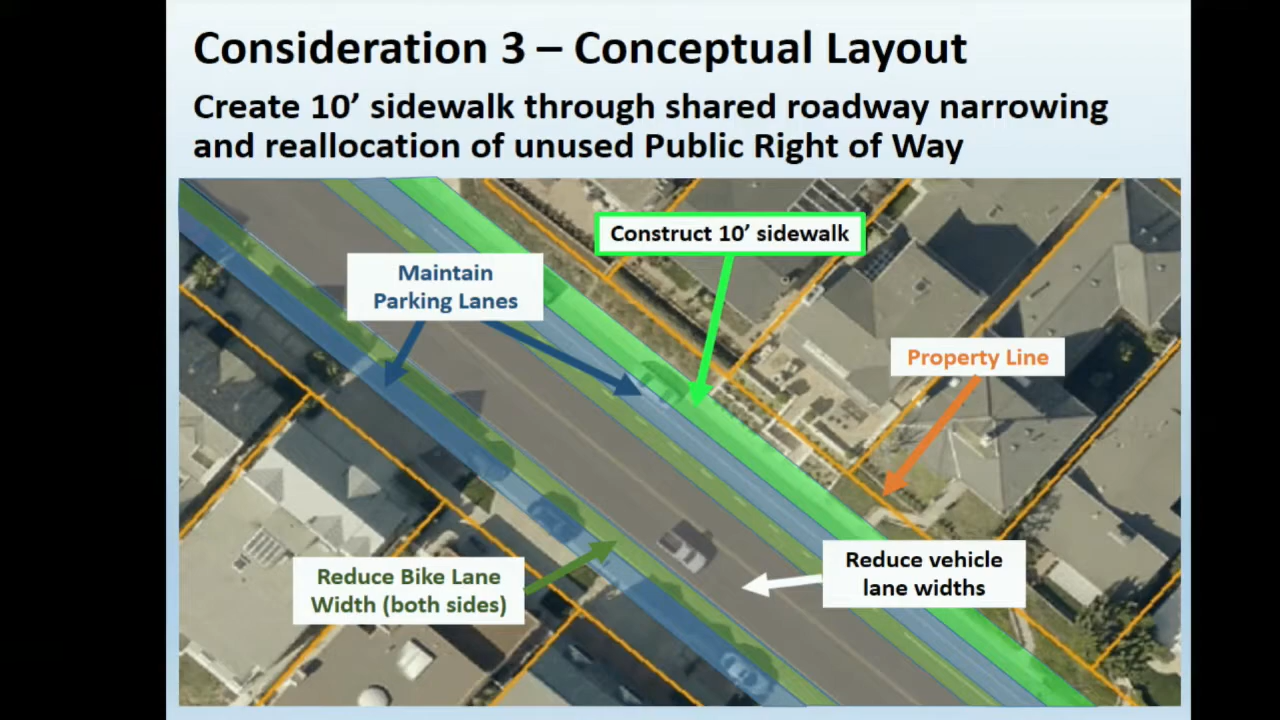 Consideration 3 – Conceptual Layout
Create 10’ sidewalk through shared roadway narrowing
and reallocation of unused Public Right of Way
Construct 10’ sidewalk
Maintain
Parking Lanes
Property Line
Reduce vehicle
lane widths
Reduce Bike Lane
Width (both sides)